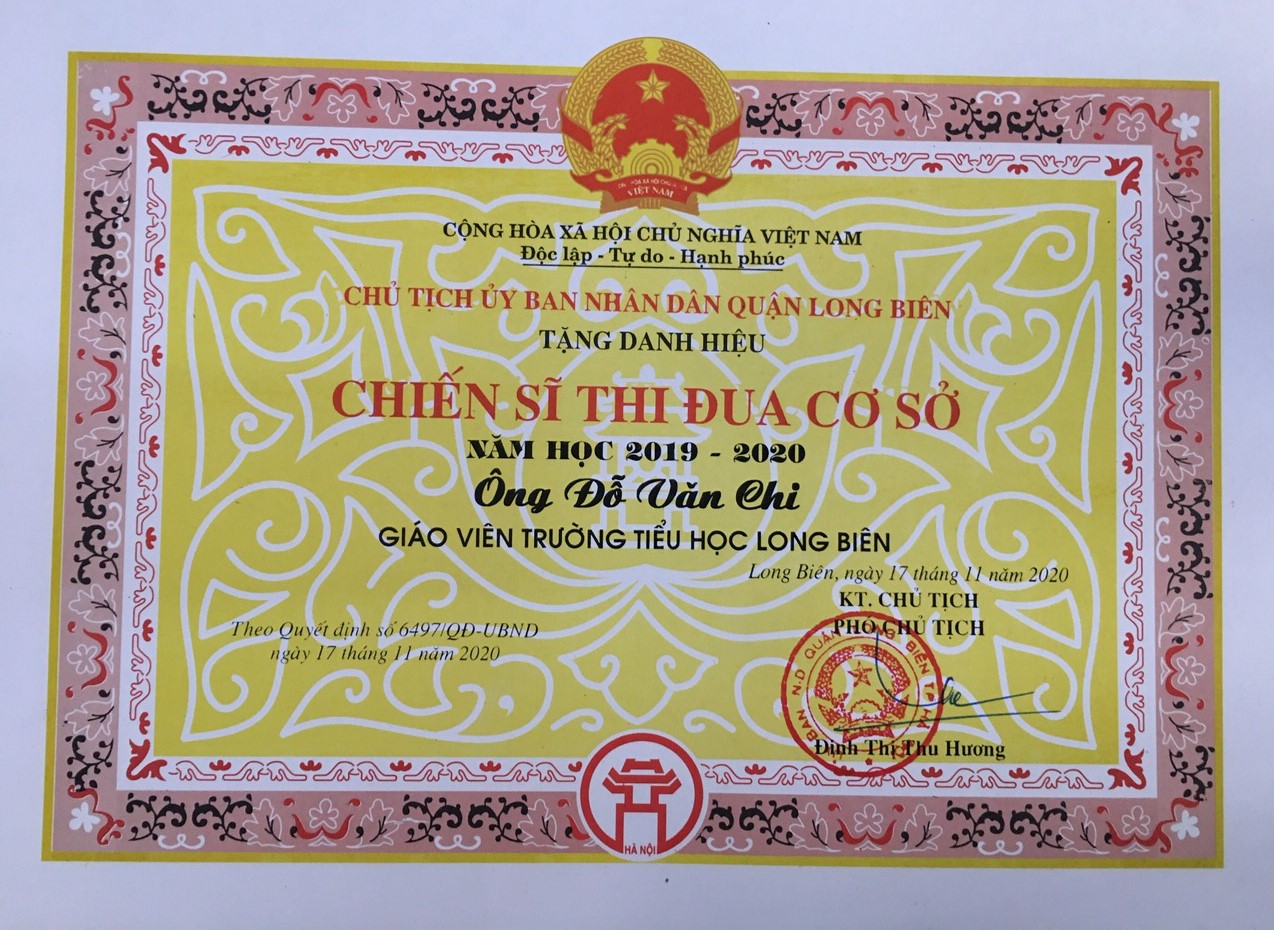 VIỆT NAM
CỘNG HÒA XÃ HỘI CHỦ NGHĨA VIỆT NAM
Độc lập - Tự do - Hạnh phúc
CHỦ TỊCH ỦY BAN NHÂN DÂN QUẬN LONG BIÊN
TẶNG DANH HIỆU
CHIẾN SĨ THI ĐUA CƠ SỞ
NĂM HỌC 2019 - 2020
Ông Đỗ Văn Chi
GIÁO VIÊN TRƯỜNG TIỂU HỌC LONG BIÊN
Long Biên, ngày 17 tháng 11 năm 2020
KT. CHỦ TỊCH
PHÓ CHỦ TỊCH
Theo Quyết định số 6497/QĐ-UBND
ngày 17 tháng 11 năm 2020
Đinh Thị Thu Hương
HÀ NỘI